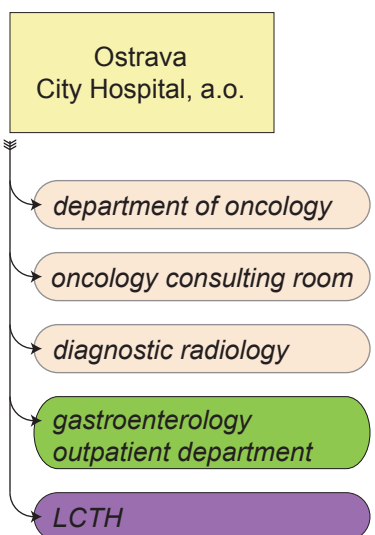 Ostrava
City Hospital, a.o.
department of oncology
oncology consulting room
diagnostic radiology
gastroenterology
outpatient department
LCTH